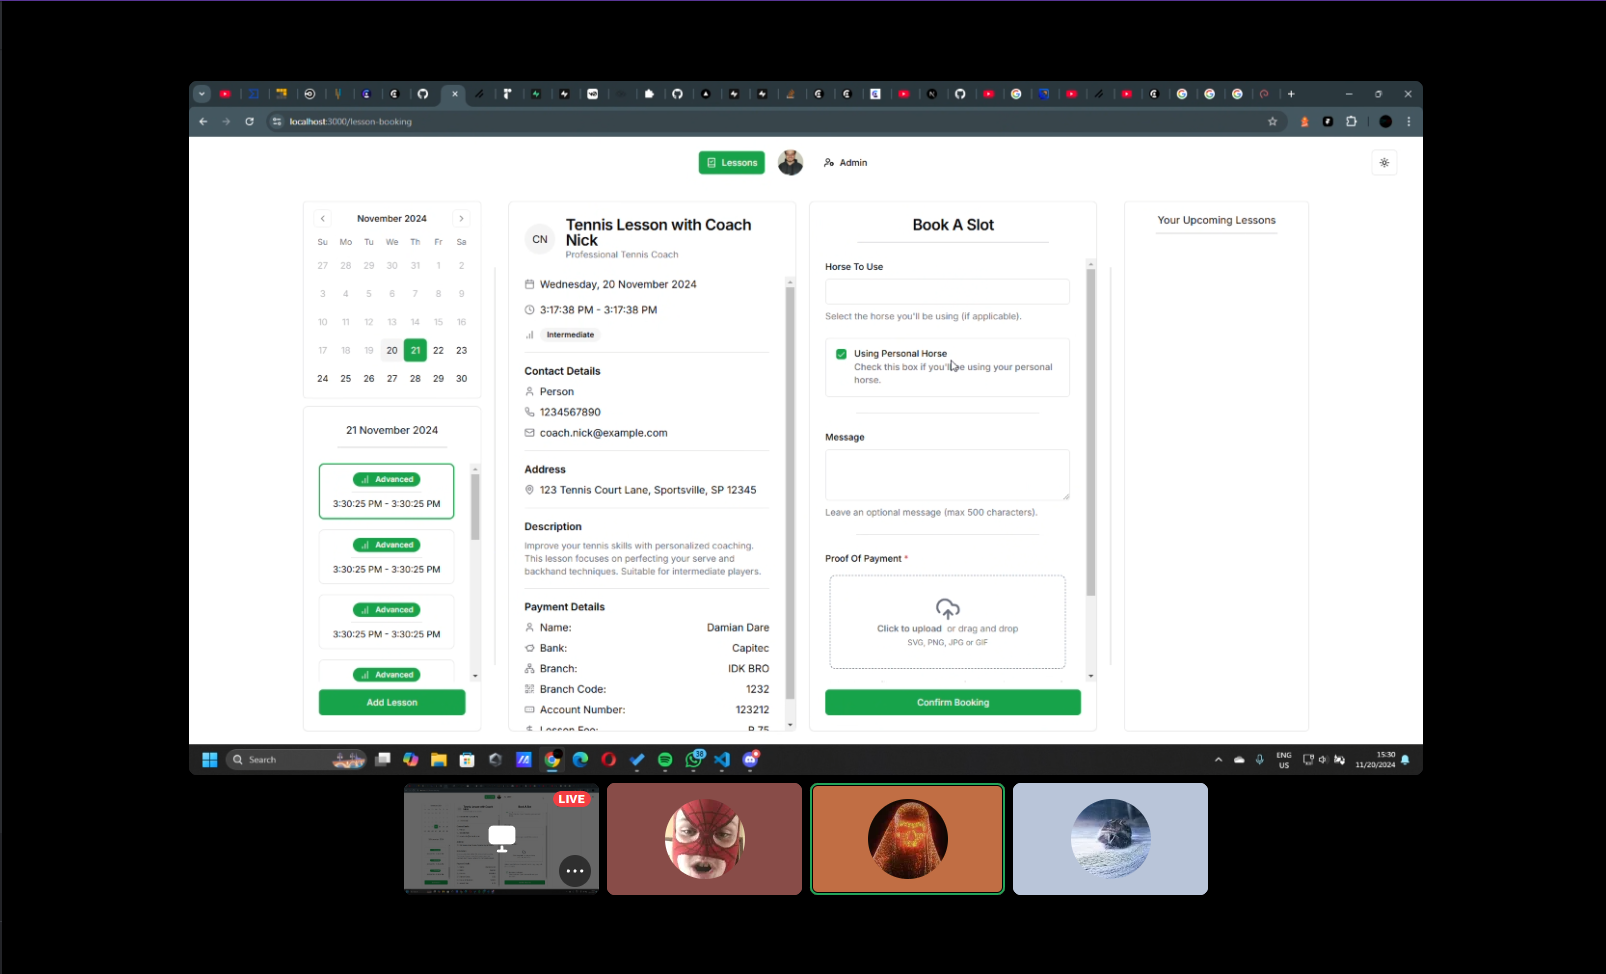 localhost:3000/lesson-booking
Lessons
Admin
November 2024
Su Mo Tu We Th Fr Sa
27 28 29 30 31 1 2
3 4 5 6 7 8 9
10 11 12 13 14 15 16
17 18 19 20 21 22 23
24 25 26 27 28 29 30
21 November 2024
Advanced
3:30:25 PM - 3:30:25 PM
Advanced
3:30:25 PM - 3:30:25 PM
Advanced
3:30:25 PM - 3:30:25 PM
Advanced
Add Lesson
CN
Tennis Lesson with Coach
Nick
Professional Tennis Coach
Wednesday, 20 November 2024
3:17:38 PM - 3:17:38 PM
Intermediate
Contact Details
Person
1234567890
coach.nick@example.com
Address
123 Tennis Court Lane, Sportsville, SP 12345
Description
Improve your tennis skills with personalized coaching.
This lesson focuses on perfecting your serve and
backhand techniques. Suitable for intermediate players.
Payment Details
Name: Damian Dare
Bank: Capitec
Branch: IDK BRO
Branch Code: 1232
Account Number: 123212
Lesson Fee: R 75
Book A Slot
Horse To Use
Select the horse you'll be using (if applicable).
Using Personal Horse
Check this box if you'll be using your personal
horse.
Message
Leave an optional message (max 500 characters).
Proof Of Payment *
Click to upload or drag and drop
SVG, PNG, JPG or GIF
Confirm Booking
Your Upcoming Lessons
Search
ENG
US
15:30
11/20/2024
LIVE